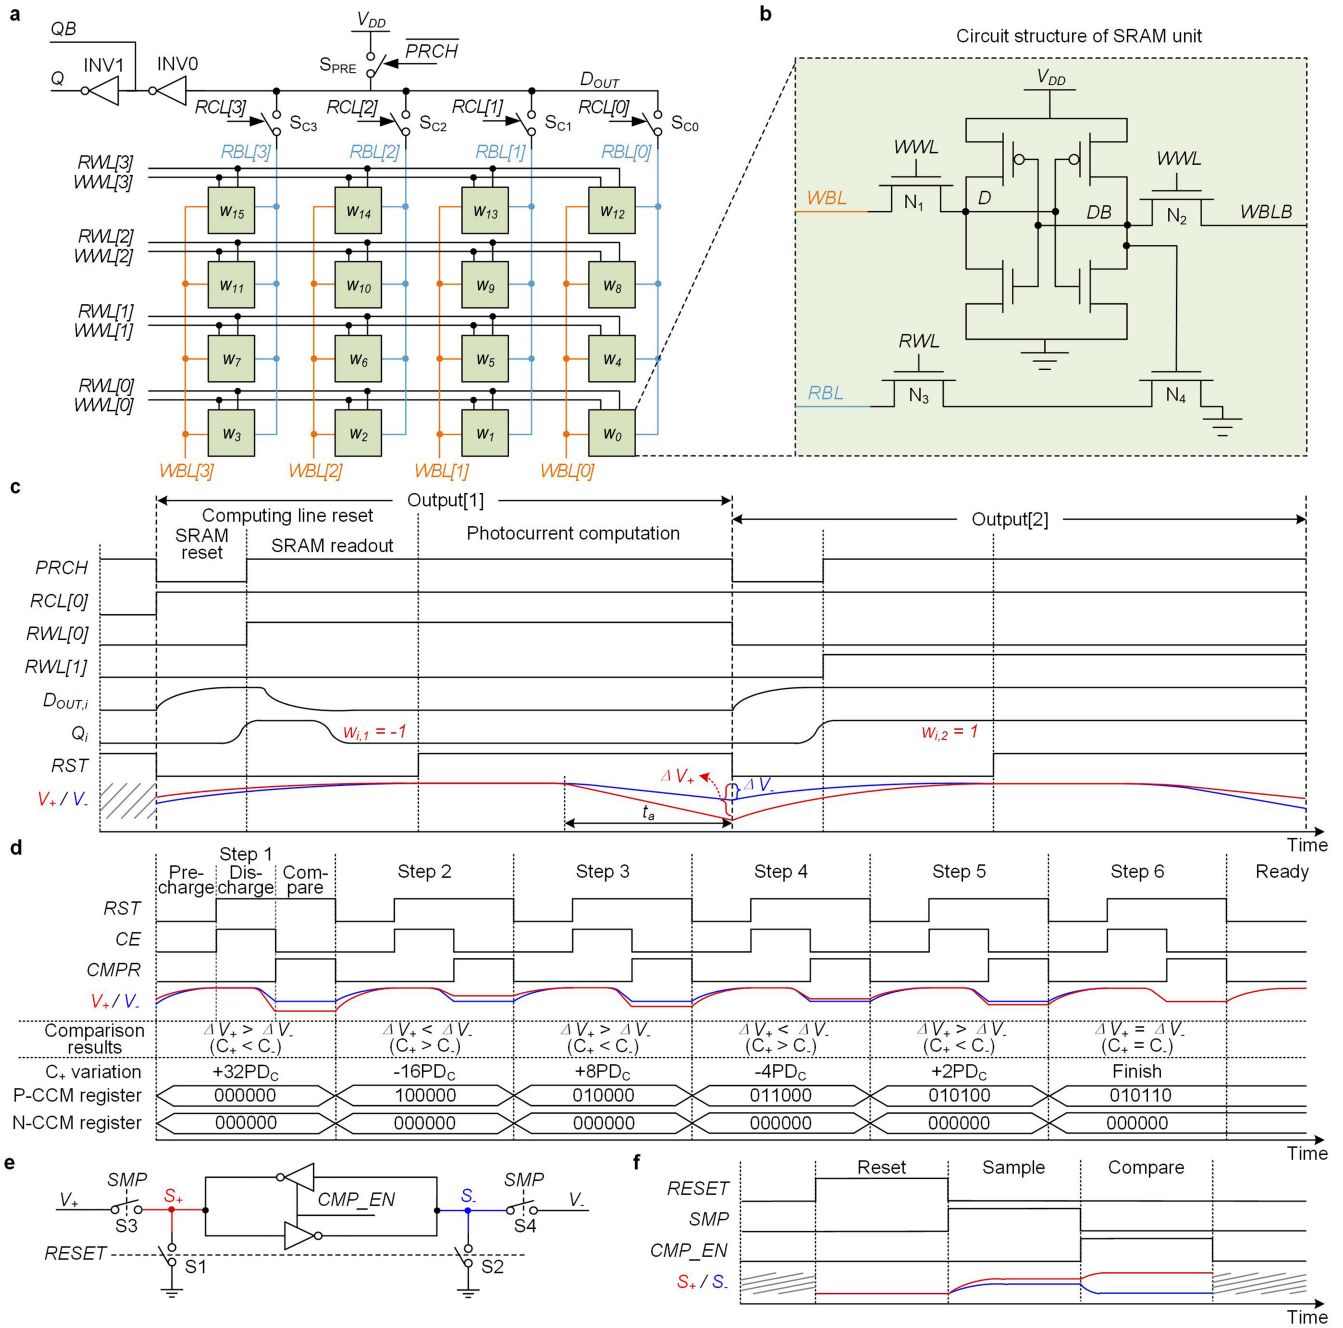 a
QB
INV1
INV0
Q
VDD
SPRE
PRCH
DOUT
RCL[3]
SC3
RCL[2]
SC2
RCL[1]
SC1
RCL[0]
SC0
RBL[3]
RBL[2]
RBL[1]
RBL[0]
RWL[3]
WWL[3]
w15
w14
w13
w12
RWL[2]
WWL[2]
w11
w10
w9
w8
RWL[1]
WWL[1]
w7
w6
w5
w4
RWL[0]
WWL[0]
w3
w2
w1
w0
WBL[3]
WBL[2]
WBL[1]
WBL[0]
b
Circuit structure of SRAM unit
VDD
WWL
WWL
WBL
N1
D
DB
N2
WBLB
RWL
RBL
N3
N4
c
Output[1]
Output[2]
Computing line reset
SRAM reset
SRAM readout
Photocurrent computation
PRCH
RCL[0]
RWL[0]
RWL[1]
DOUT,i
Qi
wi,1 = -1
wi,2 = 1
RST
V+ / V-
ΔV+
ΔV-
ta
Time
d
Step 1
Pre-charge
Dis-charge
Com-pare
Step 2
Step 3
Step 4
Step 5
Step 6
Ready
RST
CE
CMPR
V+ / V-
Comparison results
ΔV+ > ΔV- (C+ < C-)
ΔV+ < ΔV- (C+ > C-)
ΔV+ > ΔV- (C+ < C-)
ΔV+ < ΔV- (C+ > C-)
ΔV+ > ΔV- (C+ < C-)
ΔV+ = ΔV- (C+ = C-)
C+ variation
+32PDC
-16PDC
+8PDC
-4PDC
+2PDC
Finish
P-CCM register
000000
100000
010000
011000
010100
010110
N-CCM register
000000
000000
000000
000000
000000
000000
Time
e
V+
SMP
S3
S+
CMP_EN
S-
SMP
S4
V-
RESET
S1
S2
f
Reset
Sample
Compare
RESET
SMP
CMP_EN
S+ / S-
Time